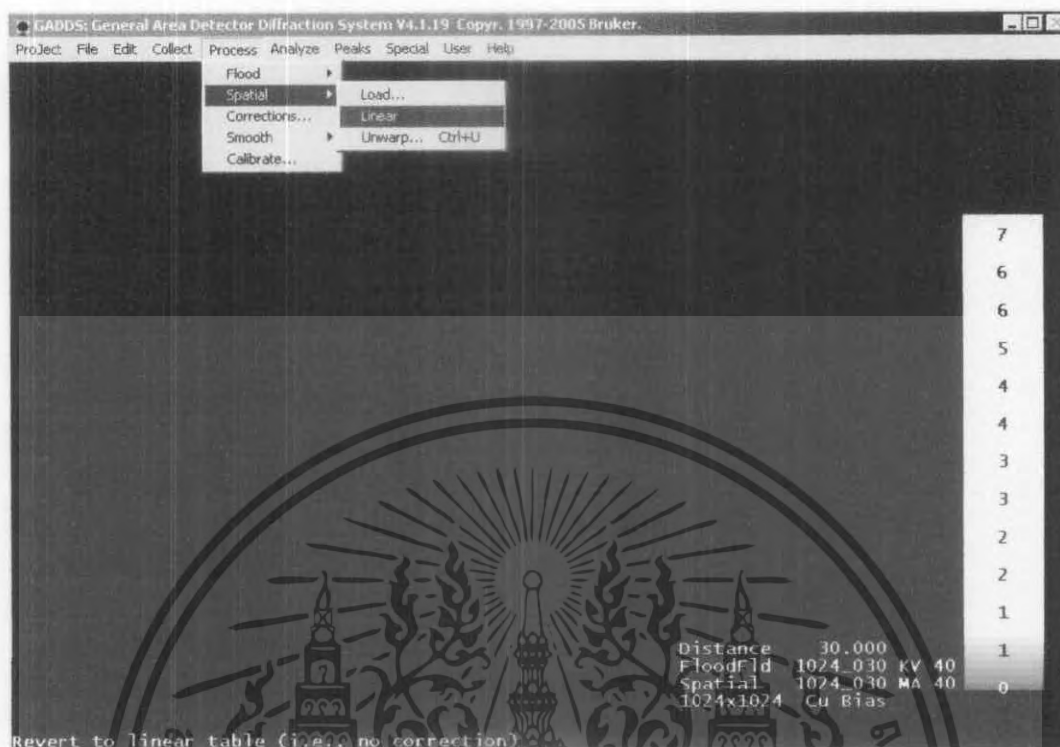 GADDS: General Area Detector Diffraction System V4.1.19 Copyr. 1997-2005 Bruker.
Project File Edit Collect Process Analyze Peaks Special User Help
Flood
Spatial
Corrections...
Smooth
Calibrate...
Load...
Linear
Unwarp... Ctrl+U
7
6
6
5
4
4
3
3
2
2
1
1
0
Distance 30.000
FloodFld 1024_030 KV 40
Spatial 1024_030 MA 40
1024x1024 Cu Bias
Revert to linear table (i.e., no correction)